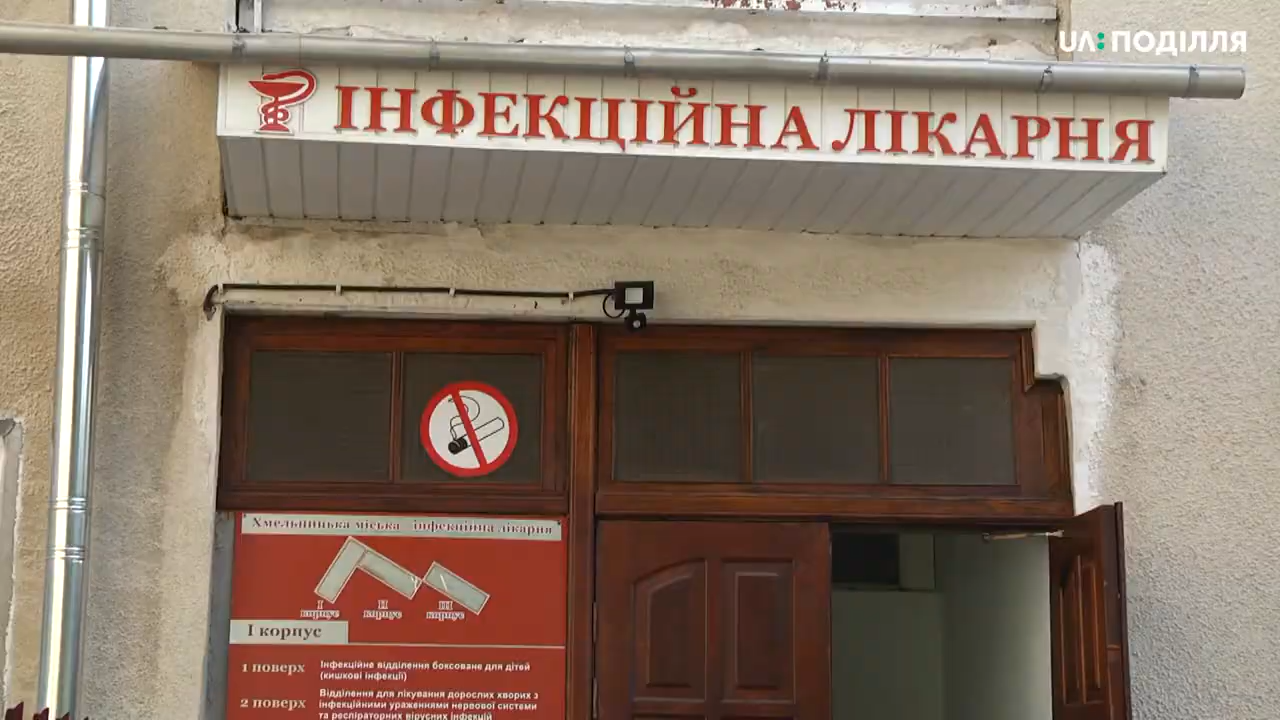 UA: ПОДІЛЛЯ
ІНФЕКЦІЙНА ЛІКАРНЯ
Хмельницька міська інфекційна лікарня
І корпус
ІІ корпус
ІІІ корпус
І корпус
1 поверх
Інфекційне відділення боксоване для дітей
(кишкові інфекції)
2 поверх
Відділення для лікування дорослих хворих з
інфекційними ураженнями нервової системи
та респіраторних вірусних інфекцій